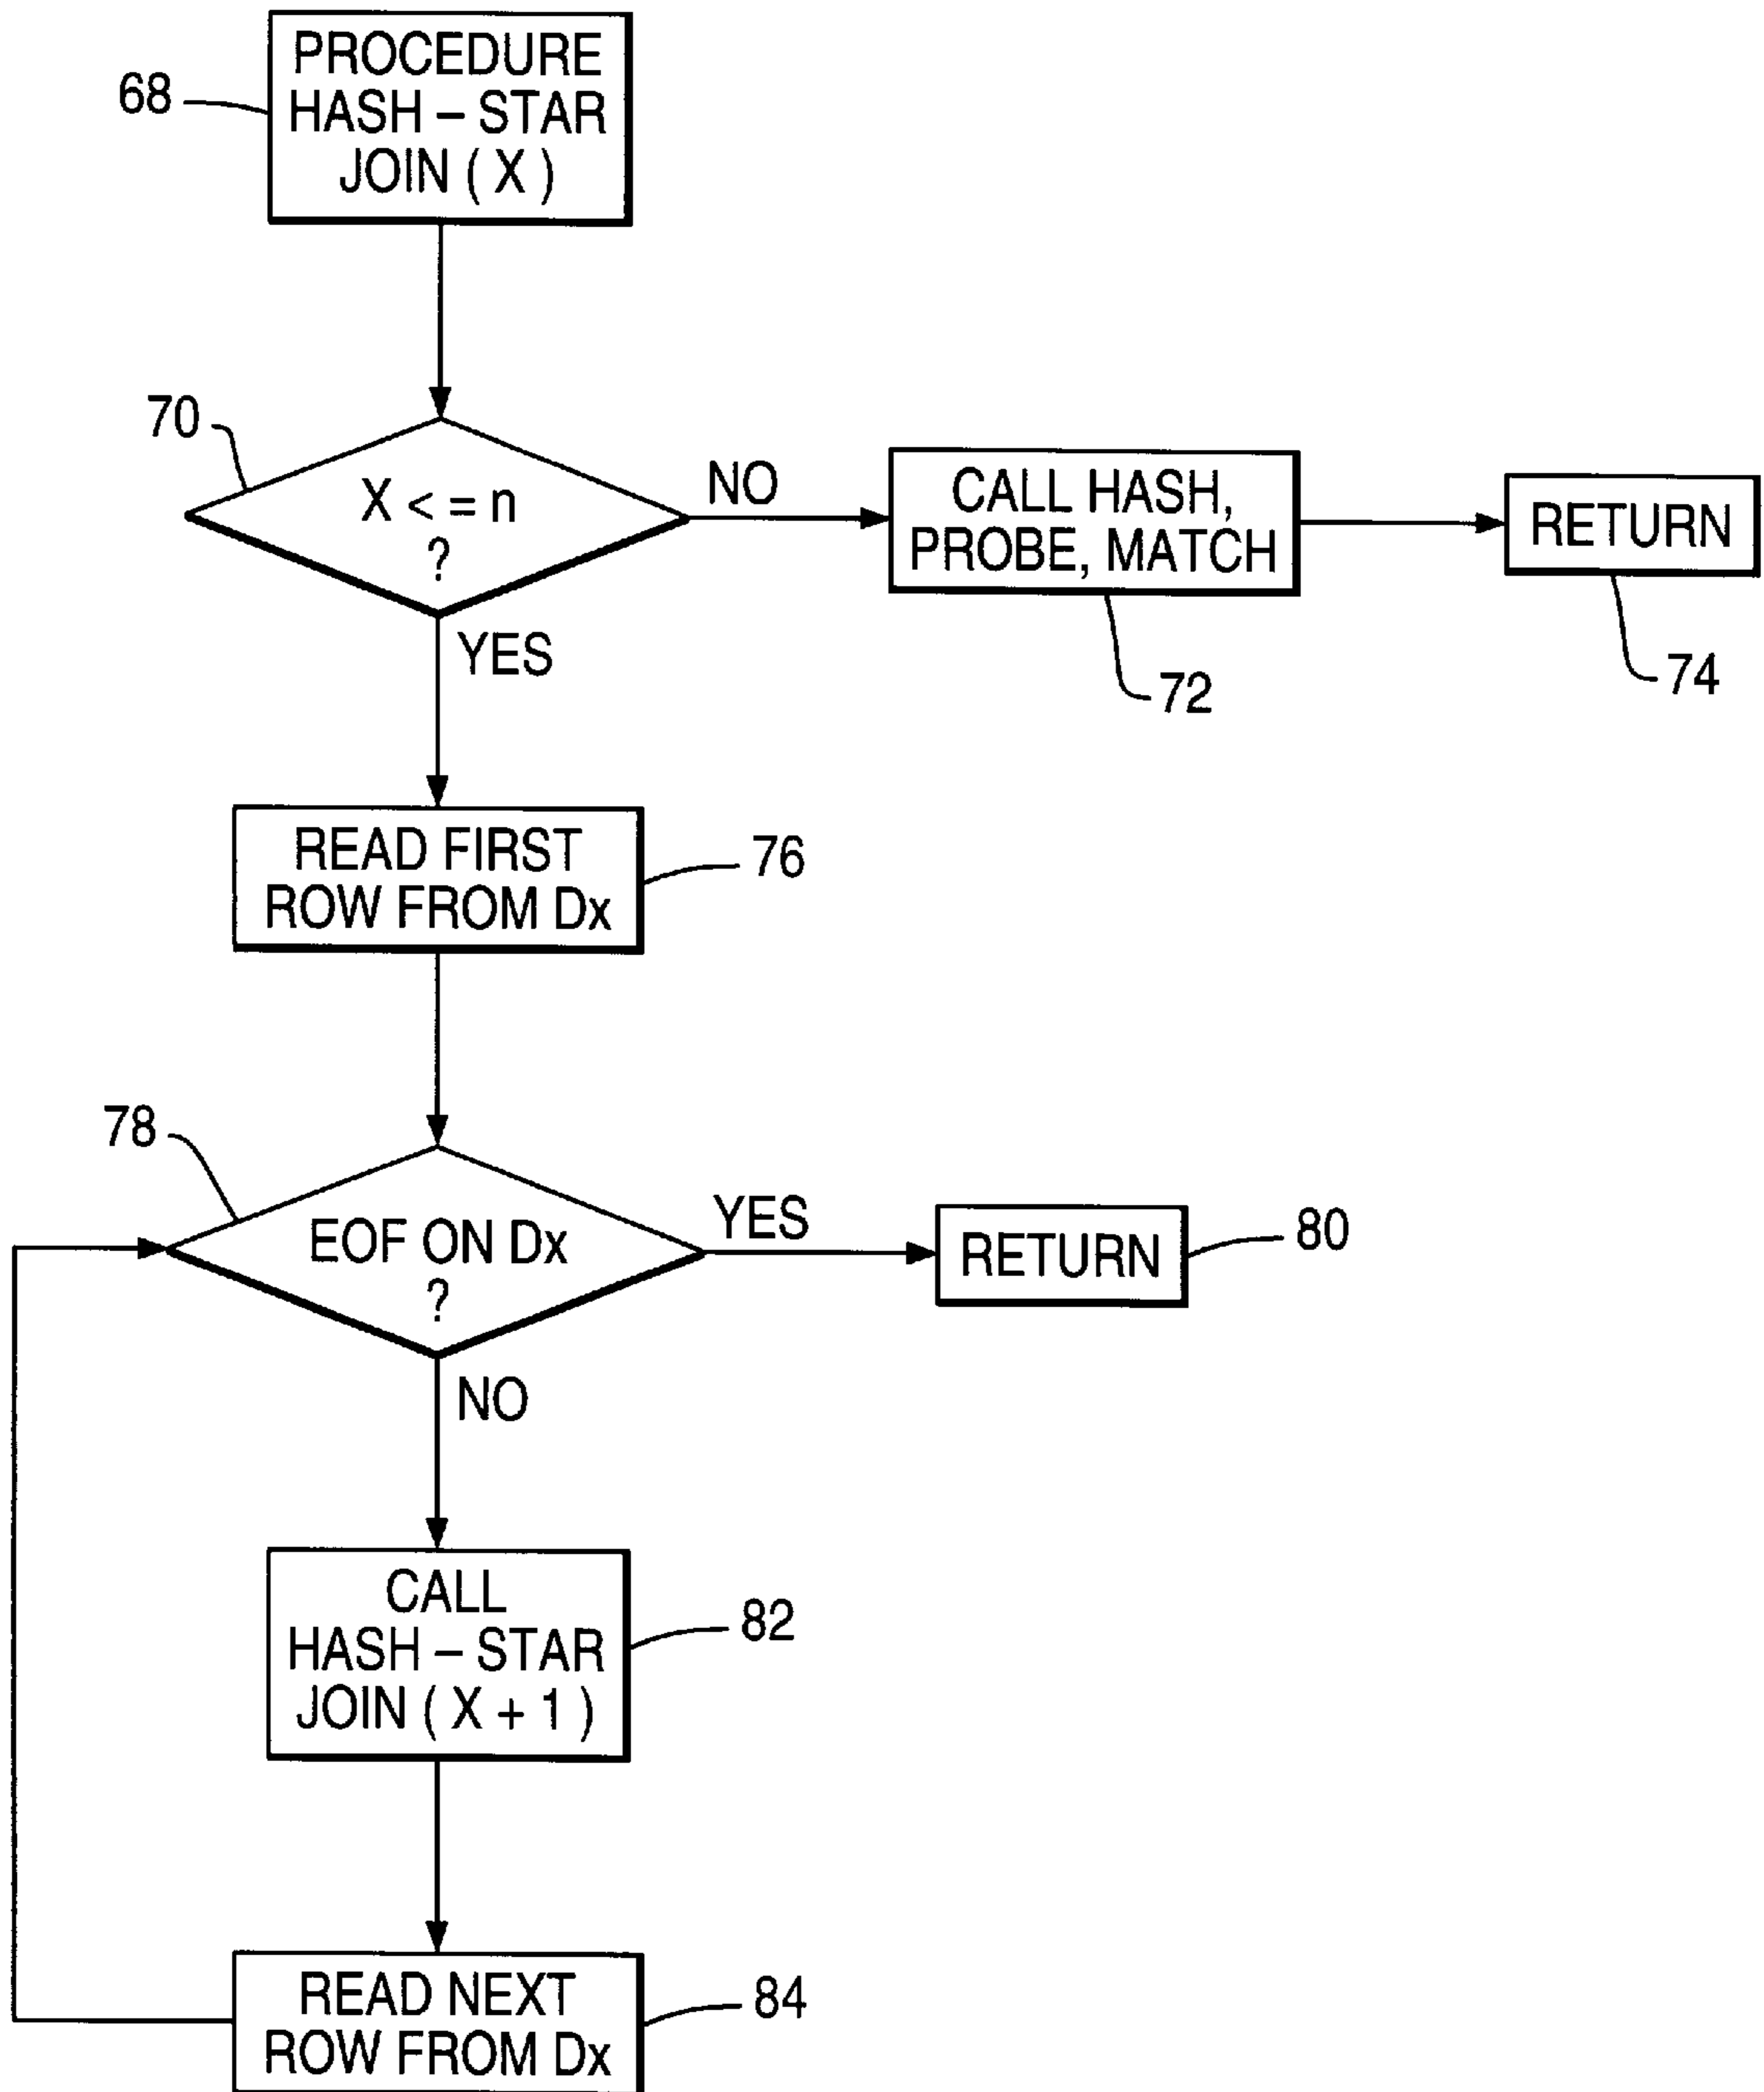 PROCEDURE
HASH – STAR
JOIN ( X )
68
70
X < = n
?
NO
CALL HASH,
PROBE, MATCH
RETURN
YES
72
74
READ FIRST
ROW FROM Dx
76
78
EOF ON Dx
?
YES
RETURN
80
NO
CALL
HASH – STAR
JOIN ( X + 1 )
82
READ NEXT
ROW FROM Dx
84